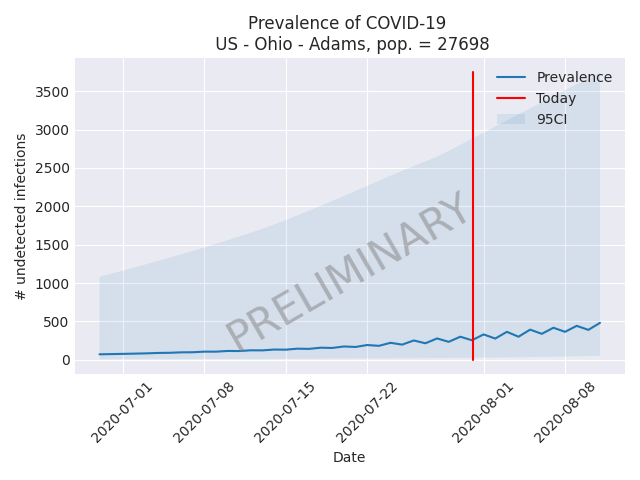 Prevalence of COVID-19
US - Ohio - Adams, pop. = 27698
Prevalence
Today
95CI
3500
3000
2500
2000
1500
1000
500
0
# undetected infections
PRELIMINARY
2020-07-01
2020-07-08
2020-07-15
2020-07-22
2020-08-01
2020-08-08
Date